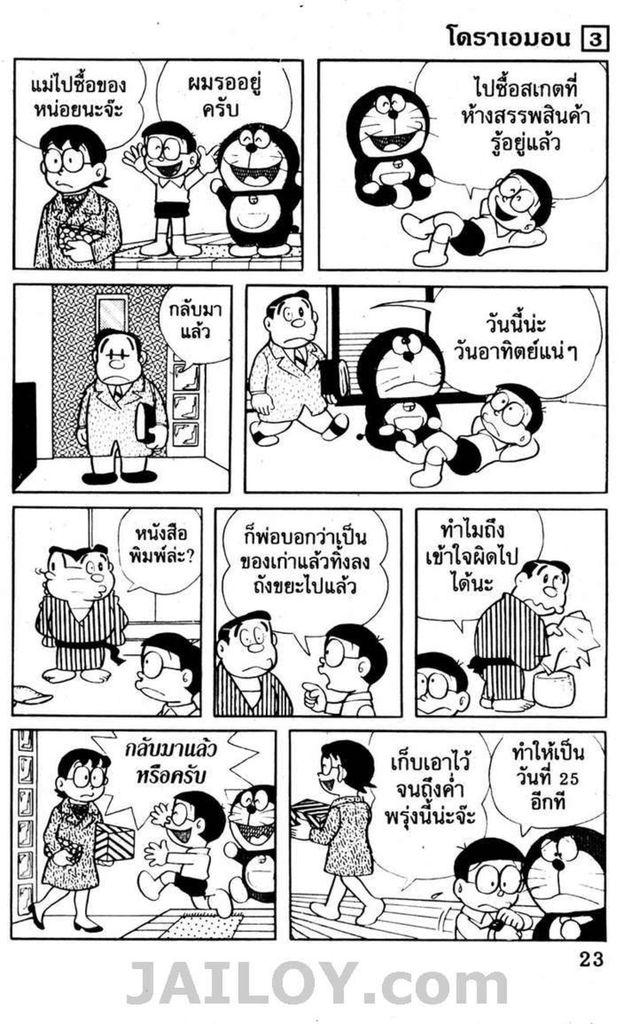 โดราเอมอน 3
แม่ไปซื้อของ
หน่อยนะจ๊ะ
ผมรออยู่
ครับ
ไปซื้อสเกตที่
ห้างสรรพสินค้า
รู้อยู่แล้ว
กลับมา
แล้ว
วันนี้น่ะ
วันอาทิตย์แน่ๆ
หนังสือ
พิมพ์ล่ะ?
ก็พ่อบอกว่าเป็น
ของเก่าแล้วทิ้งลง
ถังขยะไปแล้ว
ทำไมถึง
เข้าใจผิดไป
ได้นะ
กลับมาแล้ว
หรือครับ
เก็บเอาไว้
จนถึงค่ำ
พรุ่งนี้น่ะจ๊ะ
ทำให้เป็น
วันที่ 25
อีกที
23
JAILOY.com